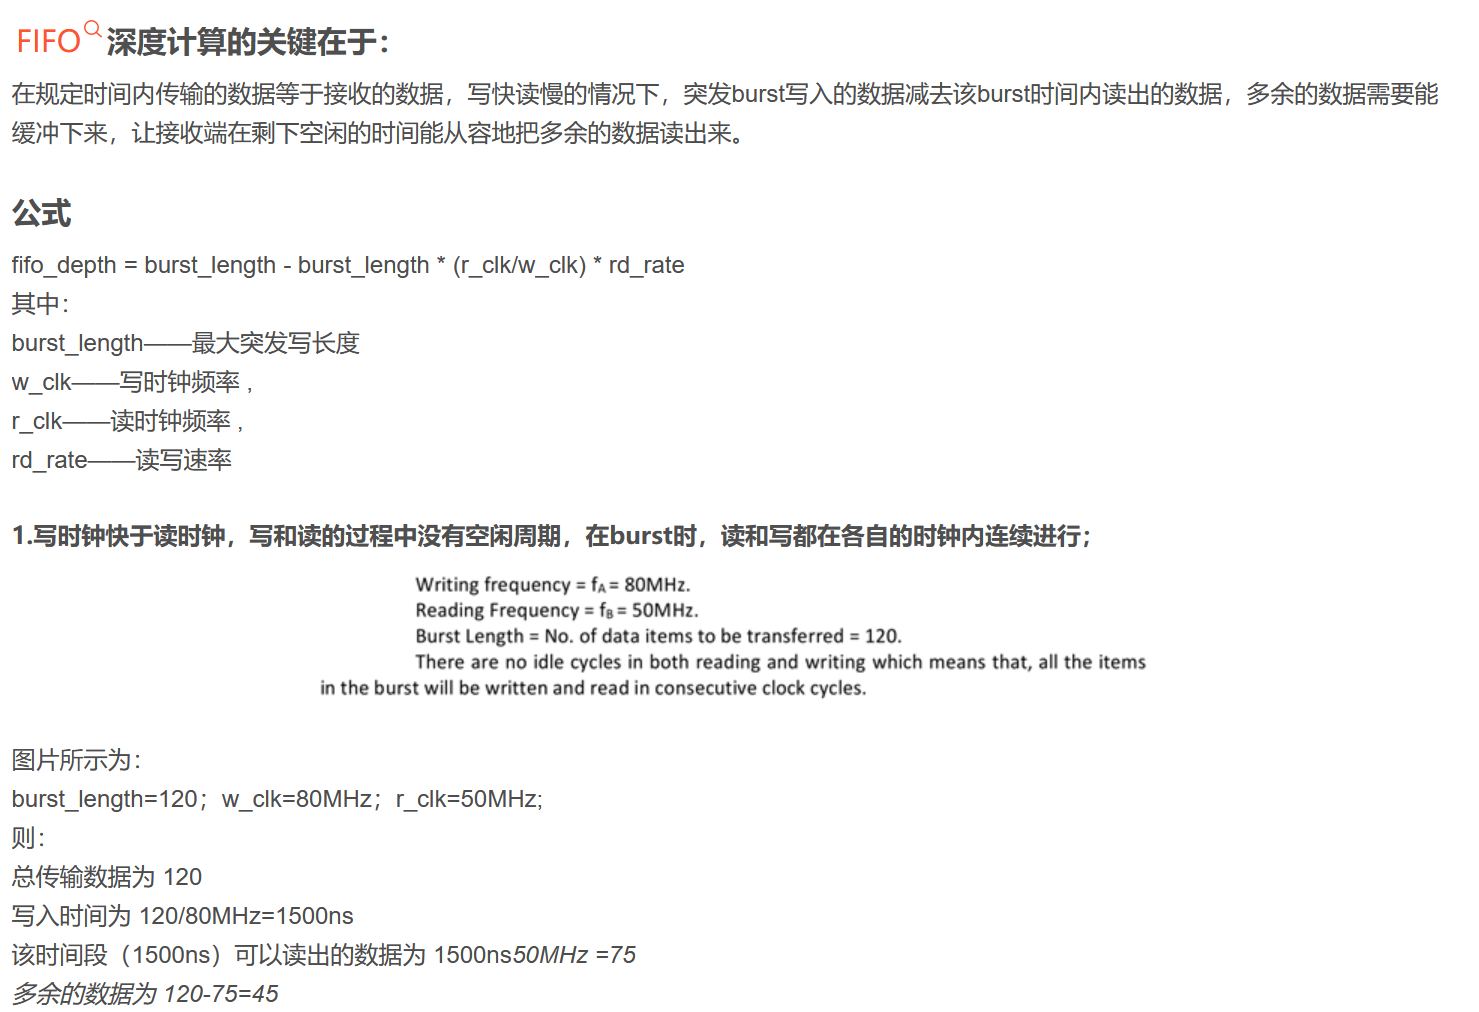 FIFO深度计算的关键在于：
在规定时间内传输的数据等于接收的数据，写快读慢的情况下，突发burst写入的数据减去该burst时间内读出的数据，多余的数据需要能
缓冲下来，让接收端在剩下空闲的时间能从容地把多余的数据读出来。
公式
fifo_depth = burst_length - burst_length * (r_clk/w_clk) * rd_rate
其中：
burst_length——最大突发写长度
w_clk——写时钟频率 ,
r_clk——读时钟频率 ,
rd_rate——读写速率
1.写时钟快于读时钟，写和读的过程中没有空闲周期，在burst时，读和写都在各自的时钟内连续进行；
Writing frequency = fA = 80MHz.
Reading Frequency = fB = 50MHz.
Burst Length = No. of data items to be transferred = 120.
There are no idle cycles in both reading and writing which means that, all the items
in the burst will be written and read in consecutive clock cycles.
图片所示为：
burst_length=120；w_clk=80MHz；r_clk=50MHz;
则：
总传输数据为 120
写入时间为 120/80MHz=1500ns
该时间段（1500ns）可以读出的数据为 1500ns50MHz =75
多余的数据为 120-75=45